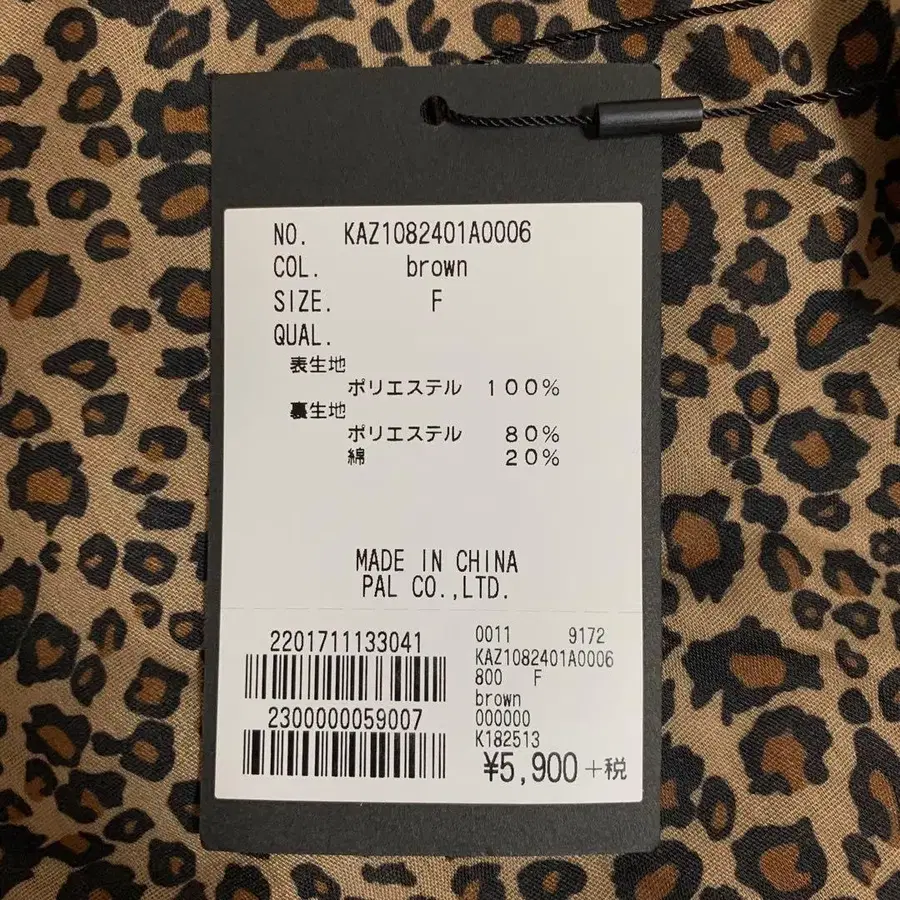 NO. KAZ1082401A0006
COL. brown
SIZE. F
QUAL.
表生地
ポリエステル 100%
裏生地
ポリエステル 80%
綿 20%
MADE IN CHINA
PAL CO.,LTD.
2201711133041
2300000059007
0011 9172
KAZ1082401A0006
800 F
brown
000000
K182513
¥5,900+税